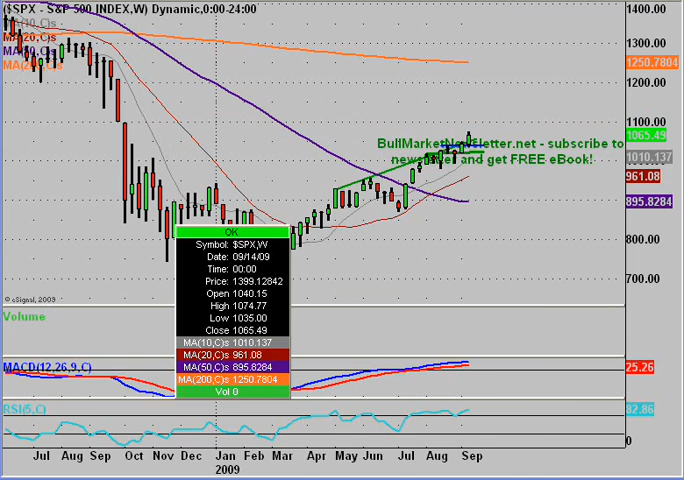 ($SPX - S&P 500 INDEX,W) Dynamic,0:00-24:00
MA(10,C)s
MA(20,C)s
1400.00
1300.00
1250.7804
1200.00
1100.00
1065.49
1010.137
961.08
895.8284
800.00
700.00
BullMarketNewsletter.net - subscribe to
newsletter and get FREE eBook!
OK
Symbol: $SPX,W
Date: 09/14/09
Time: 00:00
Price: 1399.12842
Open 1040.15
High 1074.77
Low 1035.00
Close 1065.49
MA(10,C)s 1010.137
MA(20,C)s 961.08
MA(50,C)s 895.8284
MA(200,C)s 1250.7804
Vol 0
© eSignal, 2009
Volume
MACD(12,26,9,C)
25.26
RSI(5,C)
82.86
0
Jul Aug Sep Oct Nov Dec Jan Feb Mar Apr May Jun Jul Aug Sep
2009